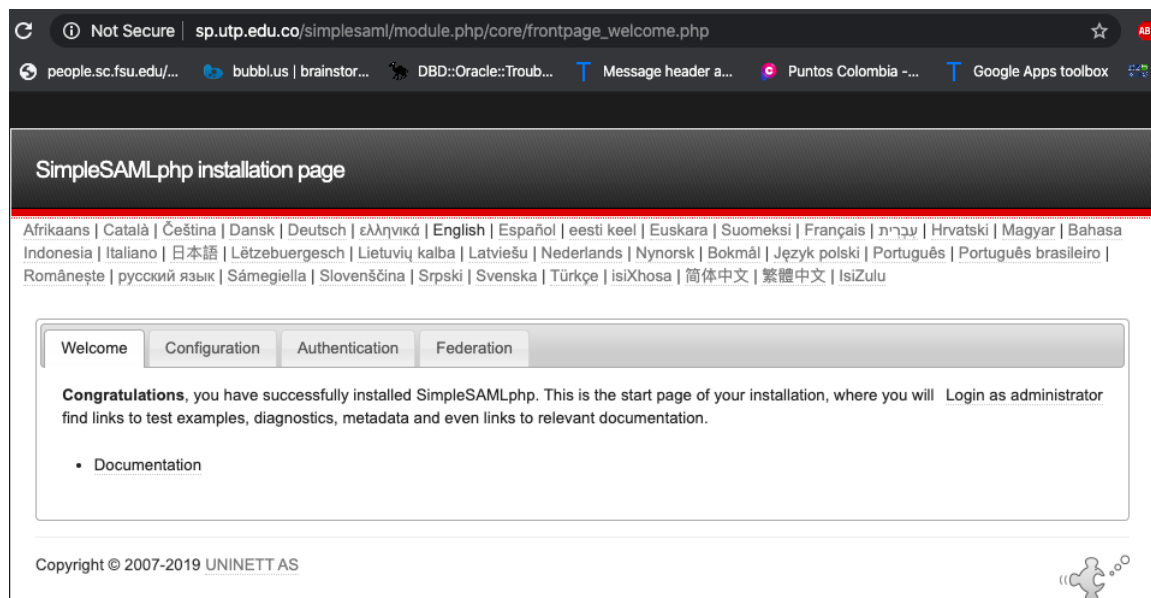 Not Secure | sp.utp.edu.co/simplesaml/module.php/core/frontpage_welcome.php
AB
people.sc.fsu.edu/... bubbl.us | brainstor... DBD::Oracle::Troub... Message header a... Puntos Colombia -... Google Apps toolbox
SimpleSAMLphp installation page
Afrikaans | Català | Čeština | Dansk | Deutsch | ελληνικά | English | Español | eesti keel | Euskara | Suomeksi | Français | עִבְרִית | Hrvatski | Magyar | Bahasa
Indonesia | Italiano | 日本語 | Lëtzebuergesch | Lietuvių kalba | Latviešu | Nederlands | Nynorsk | Bokmål | Język polski | Português | Português brasileiro |
Românește | русский язык | Sámegiella | Slovenščina | Srpski | Svenska | Türkçe | isiXhosa | 简体中文 | 繁體中文 | IsiZulu
Welcome Configuration Authentication Federation
Congratulations, you have successfully installed SimpleSAMLphp. This is the start page of your installation, where you will Login as administrator
find links to test examples, diagnostics, metadata and even links to relevant documentation.
• Documentation
Copyright © 2007-2019 UNINETT AS